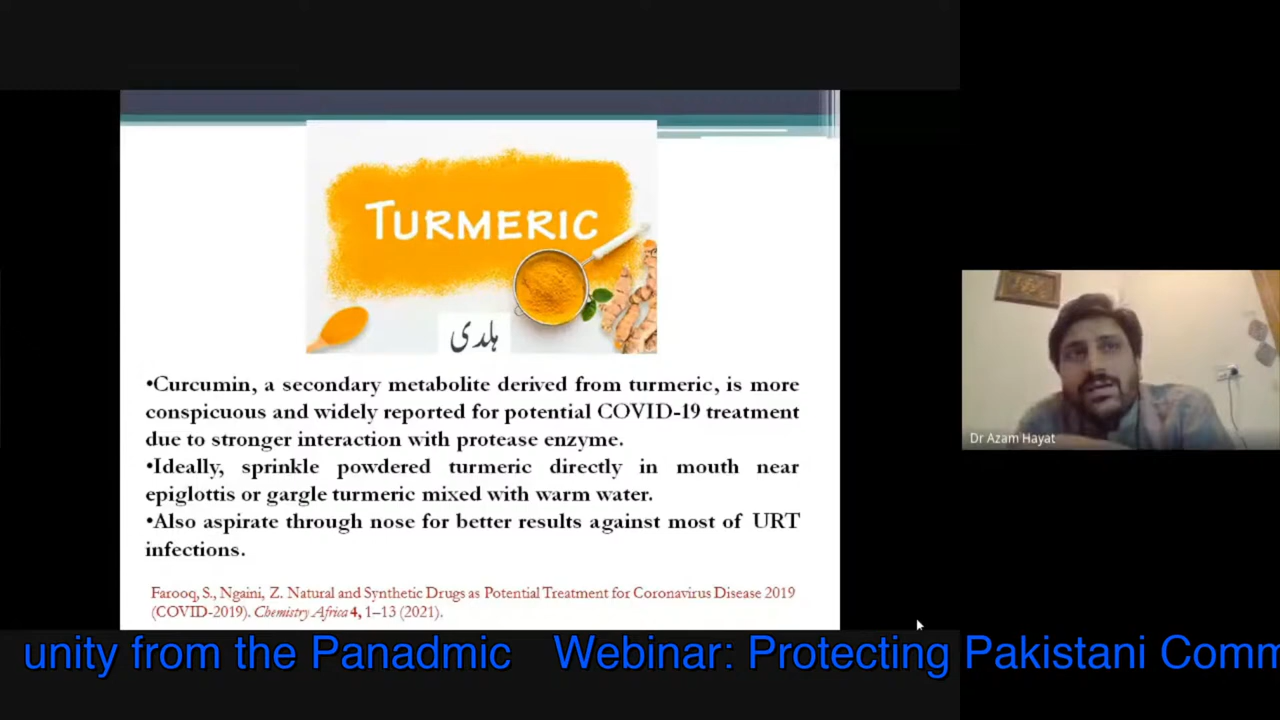 TURMERIC
ہلدی
•Curcumin, a secondary metabolite derived from turmeric, is more
conspicuous and widely reported for potential COVID-19 treatment
due to stronger interaction with protease enzyme.
•Ideally, sprinkle powdered turmeric directly in mouth near
epiglottis or gargle turmeric mixed with warm water.
•Also aspirate through nose for better results against most of URT
infections.
Farooq, S., Ngaini, Z. Natural and Synthetic Drugs as Potential Treatment for Coronavirus Disease 2019
(COVID-2019). Chemistry Africa 4, 1–13 (2021).
Dr Azam Hayat
unity from the Panadmic Webinar: Protecting Pakistani Comm